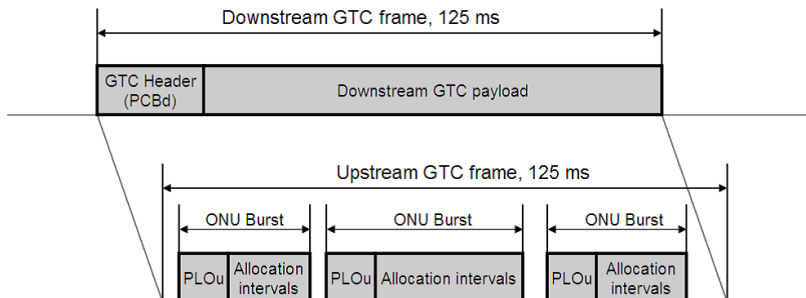 Downstream GTC frame, 125 ms
GTC Header
(PCBd)
Downstream GTC payload
Upstream GTC frame, 125 ms
ONU Burst
ONU Burst
ONU Burst
PLOu
Allocation
intervals
PLOu
Allocation intervals
PLOu
Allocation
intervals